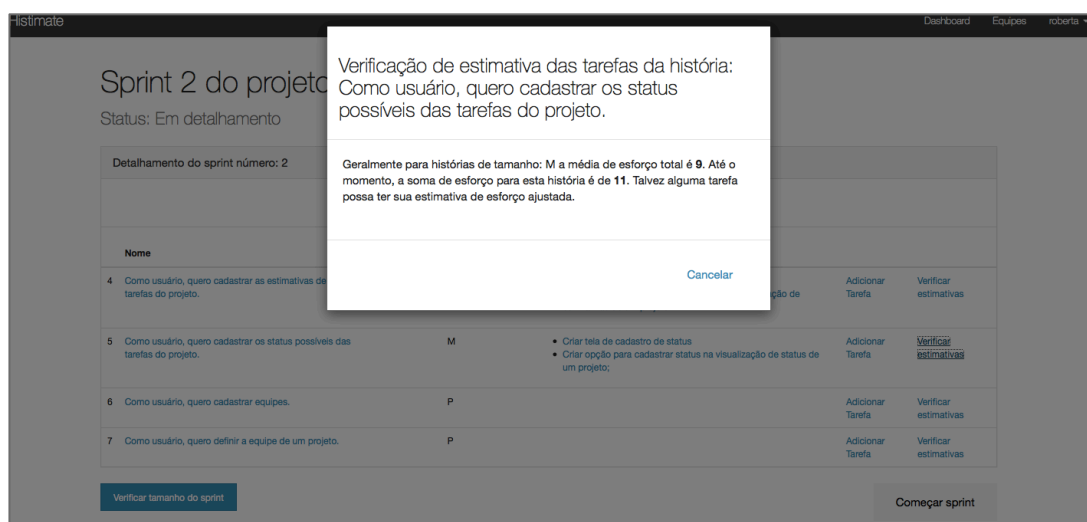 Histimate
Dashboard Equipes roberta
Sprint 2 do projeto
Status: Em detalhamento
Verificação de estimativa das tarefas da história:
Como usuário, quero cadastrar os status
possíveis das tarefas do projeto.
Geralmente para histórias de tamanho: M a média de esforço total é 9. Até o
momento, a soma de esforço para esta história é de 11. Talvez alguma tarefa
possa ter sua estimativa de esforço ajustada.
Cancelar
Detalhamento do sprint número: 2
Nome
4 Como usuário, quero cadastrar as estimativas de
tarefas do projeto.
de
Adicionar
Tarefa
Verificar
estimativas
5 Como usuário, quero cadastrar os status possíveis das
tarefas do projeto.
M
Criar tela de cadastro de status
Criar opção para cadastrar status na visualização de status de
um projeto;
Adicionar
Tarefa
Verificar
estimativas
6 Como usuário, quero cadastrar equipes.
P
Adicionar
Tarefa
Verificar
estimativas
7 Como usuário, quero definir a equipe de um projeto.
P
Adicionar
Tarefa
Verificar
estimativas
Verificar tamanho do sprint
Começar sprint